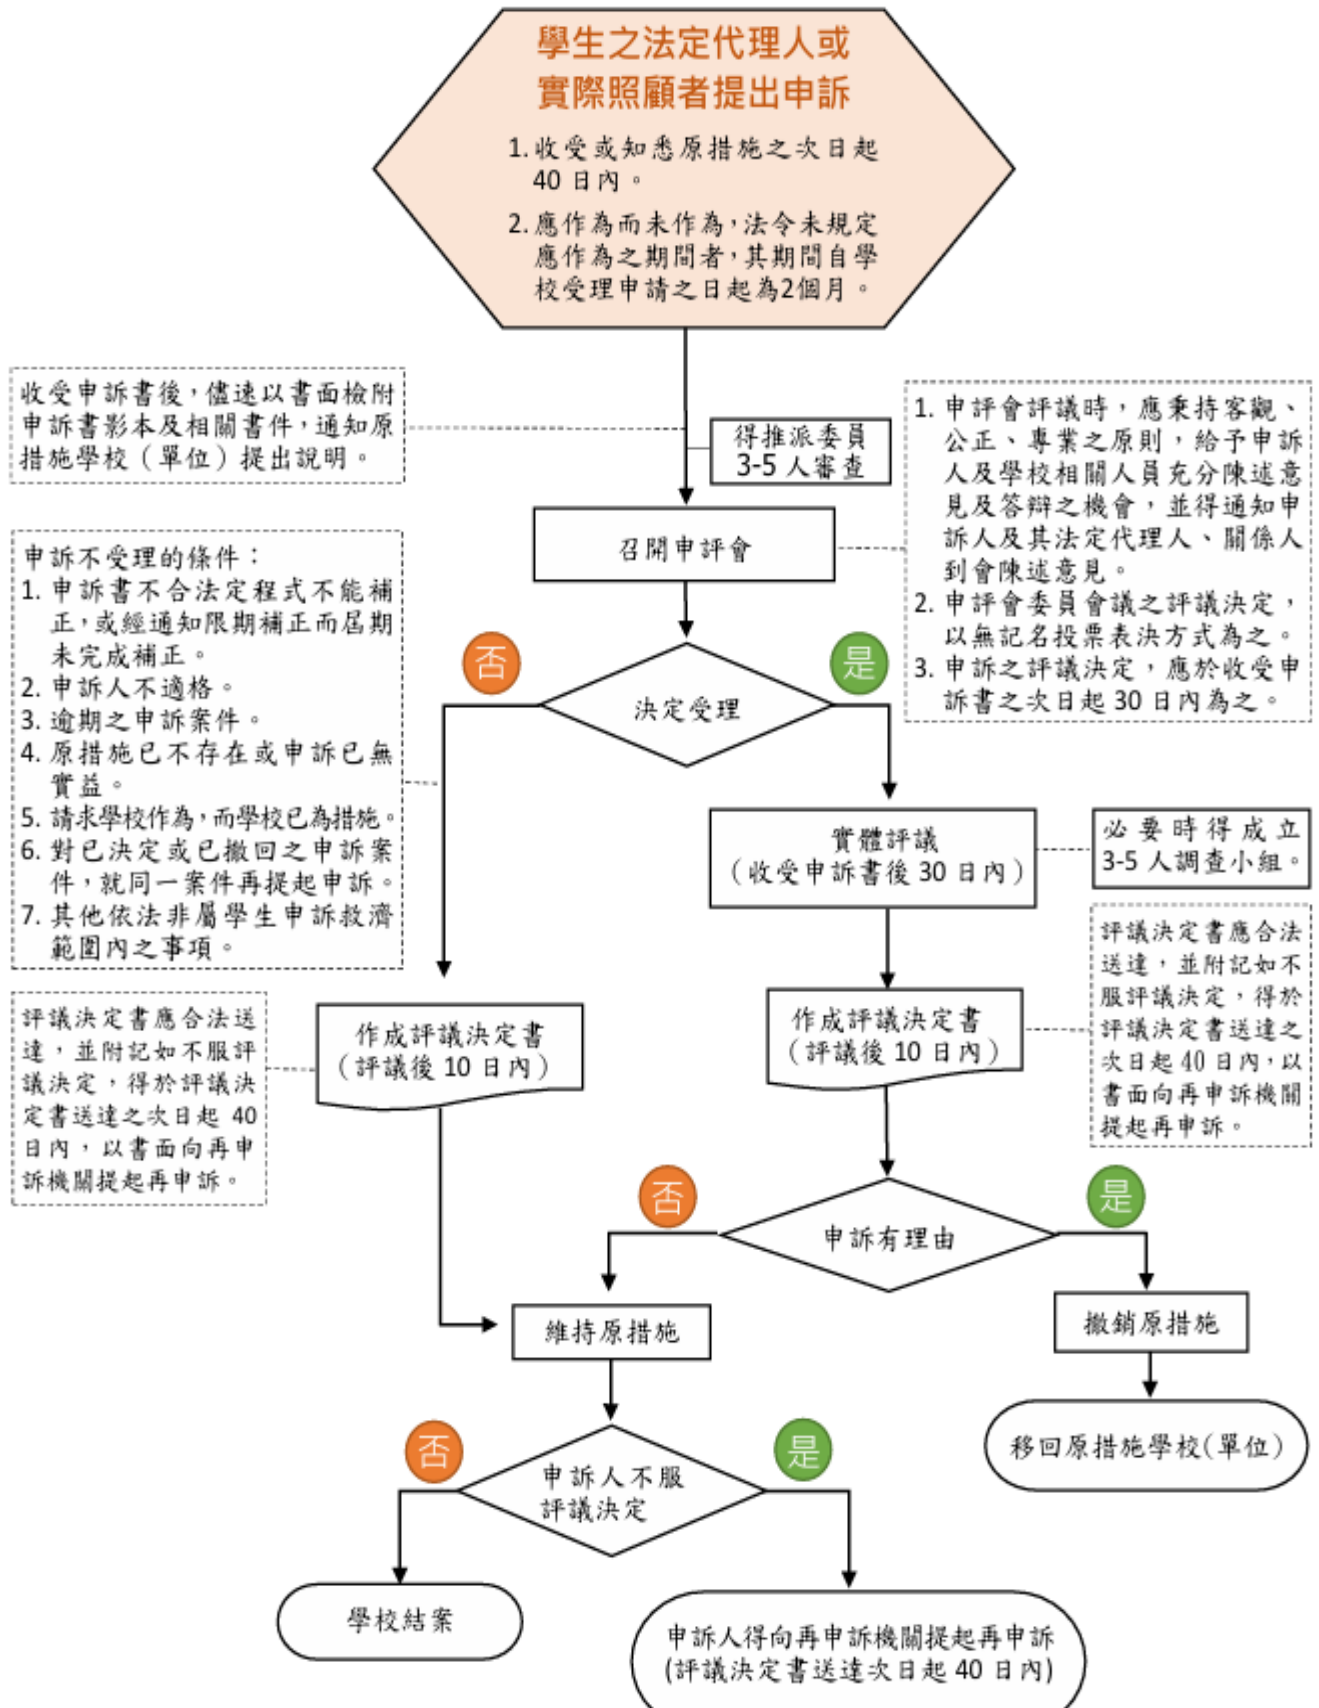 學生之法定代理人或
實際照顧者提出申訴
1. 收受或知悉原措施之次日起
40 日內。
2. 應作為而未作為，法令未規定
應作為之期間者，其期間自學
校受理申請之日起為2個月。
收受申訴書後，儘速以書面檢附
申訴書影本及相關書件，通知原
措施學校（單位）提出說明。
得推派委員
3-5 人審查
1. 申評會評議時，應秉持客觀、
公正、專業之原則，給予申訴
人及學校相關人員充分陳述意
見及答辯之機會，並得通知申
訴人及其法定代理人、關係人
到會陳述意見。
2. 申評會委員會議之評議決定，
以無記名投票表決方式為之。
3. 申訴之評議決定，應於收受申
訴書之次日起 30 日內為之。
召開申評會
申訴不受理的條件：
1. 申訴書不合法定程式不能補
正，或經通知限期補正而屆期
未完成補正。
2. 申訴人不適格。
3. 逾期之申訴案件。
4. 原措施已不存在或申訴已無
實益。
5. 請求學校作為，而學校已為措施。
6. 對已決定或已撤回之申訴案
件，就同一案件再提起申訴。
7. 其他依法非屬學生申訴救濟
範圍內之事項。
否
是
決定受理
實體評議
（收受申訴書後 30 日內）
必要時得成立
3-5 人調查小組。
評議決定書應合法
送達，並附記如不
服評議決定，得於
評議決定書送達之
次日起 40 日內，以
書面向再申訴機關
提起再申訴。
作成評議決定書
（評議後 10 日內）
作成評議決定書
（評議後 10 日內）
評議決定書應合法送
達，並附記如不服評
議決定，得於評議決
定書送達之次日起 40
日內，以書面向再申
訴機關提起再申訴。
否
是
申訴有理由
維持原措施
撤銷原措施
移回原措施學校(單位)
否
是
申訴人不服
評議決定
學校結案
申訴人得向再申訴機關提起再申訴
(評議決定書送達次日起 40 日內)